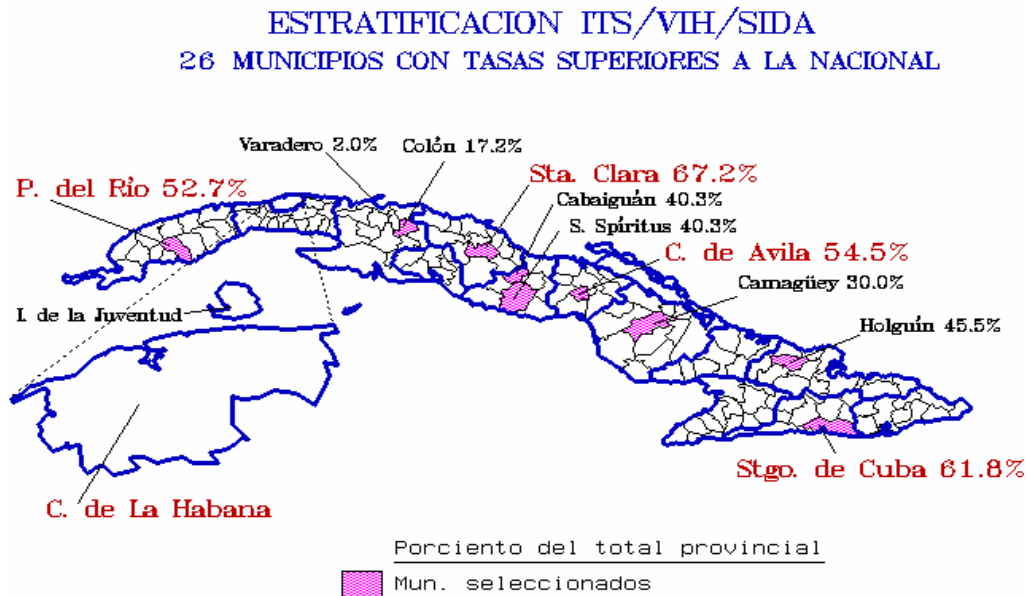 ESTRATIFICACION ITS/VIH/SIDA
26 MUNICIPIOS CON TASAS SUPERIORES A LA NACIONAL
Varadero 2.0%
Colón 17.2%
P. del Río 52.7%
Sta. Clara 67.2%
Cabaiguán 40.3%
S. Spíritus 40.3%
C. de Avila 54.5%
Camagüey 30.0%
I. de la Juventud
Holguín 45.5%
Stgo. de Cuba 61.8%
C. de La Habana
Porciento del total provincial
Mun. seleccionados